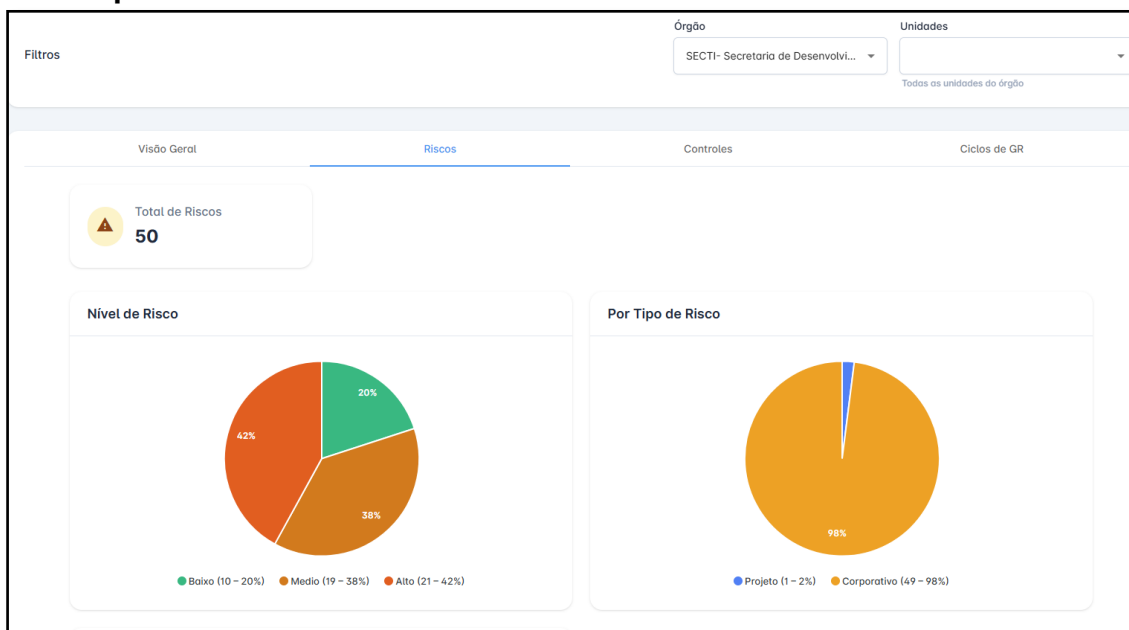 Órgão
Unidades
Filtros
SECTI- Secretaria de Desenvolvi...
Todas as unidades do órgão
Visão Geral
Riscos
Controles
Ciclos de GR
Total de Riscos
50
Nível de Risco
20%
42%
38%
Baixo (10 – 20%) Medio (19 – 38%) Alto (21 – 42%)
Por Tipo de Risco
98%
Projeto (1 – 2%) Corporativo (49 – 98%)